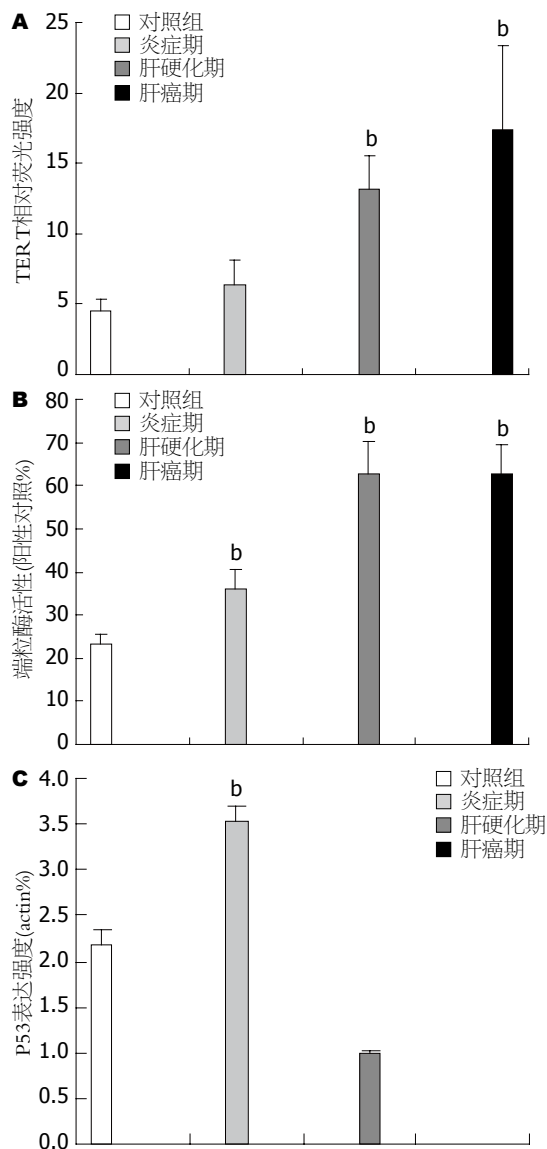 A
25
20
15
10
5
0
TERT相对荧光强度
对照组
炎症期
肝硬化期
肝癌期
b
b
B
80
70
60
50
40
30
20
10
0
端粒酶活性(阳性对照%)
对照组
炎症期
肝硬化期
肝癌期
b
b
b
C
4.0
3.5
3.0
2.5
2.0
1.5
1.0
0.5
0.0
P53表达强度(actin%)
对照组
炎症期
肝硬化期
肝癌期
b